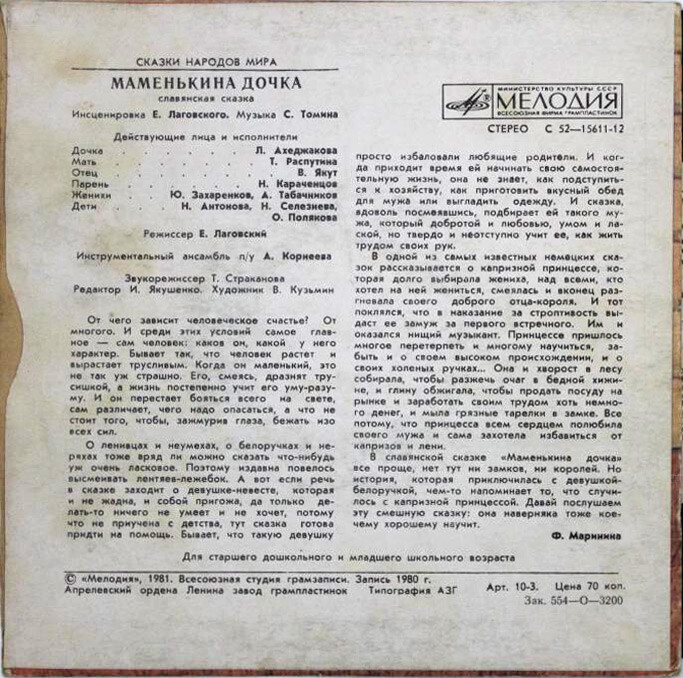 СКАЗКИ НАРОДОВ МИРА
МАМЕНЬКИНА ДОЧКА
славянская сказка
Инсценировка Е. Лаговского. Музыка С. Томина
Действующие лица и исполнители
Дочка . . . . . . Л. Ахеджакова
Мать . . . . . . Т. Распутина
Отец . . . . . . . В. Якут
Парень . . . . . Н. Караченцов
Женихи . . Ю. Захаренков, А. Табачников
Дети . . Н. Антонова, Н. Селезнева,
О. Полякова
Режиссер Е. Лаговский
Инструментальный ансамбль п/у А. Корнеева
Звукорежиссер Т. Страканова
Редактор И. Якушенко. Художник В. Кузьмин
От чего зависит человеческое счастье? От
многого. И среди этих условий самое глав-
ное — сам человек: каков он, какой у него
характер. Бывает так, что человек растет и
вырастает трусливым. Когда он маленький, это
не так уж страшно. Его, смеясь, дразнят тру-
сишкой, а жизнь постепенно учит его уму-разу-
му. И он перестает бояться всего на свете,
сам различает, чего надо опасаться, а что не
стоит того, чтобы, зажмурив глаза, бежать изо
всех сил.
О ленивцах и неумехах, о белоручках и не-
ряхах тоже вряд ли можно сказать что-нибудь
уж очень ласковое. Поэтому издавна повелось
высмеивать лентяев-лежебок. А вот если речь
в сказке заходит о девушке-невесте, которая
и не жадна, и собой пригожа, да только де-
лать-то ничего не умеет и не хочет, потому
что не приучена с детства, тут сказка готова
придти на помощь. Бывает, что такую девушку
МИНИСТЕРСТВО КУЛЬТУРЫ СССР
МЕЛОДИЯ
ВСЕСОЮЗНАЯ ФИРМА ГРАМПЛАСТИНОК
СТЕРЕО С 52—15611-12
просто избаловали любящие родители. И ког-
да приходит время ей начинать свою самостоя-
тельную жизнь, она не знает, как подступить-
ся к хозяйству, как приготовить вкусный обед
для мужа или выгладить одежду. И сказка,
вдоволь посмеявшись, подбирает ей такого му-
жа, который добротой и любовью, умом и ла-
ской, но твердо и неотступно учит ее, как жить
трудом своих рук.
В одной из самых известных немецких ска-
зок рассказывается о капризной принцессе, ко-
торая долго выбирала жениха, над всеми, кто
хотел на ней жениться, смеялась и вконец раз-
гневала своего доброго отца-короля. И тот
поклялся, что в наказание за строптивость вы-
даст ее замуж за первого встречного. Им и
оказался нищий музыкант. Принцессе пришлось
многое перетерпеть и многому научиться, за-
быть и о своем высоком происхождении, и о
своих холеных ручках... Она и хворост в лесу
собирала, чтобы разжечь очаг в бедной хижи-
не, и глину обжигала, чтобы продать посуду на
рынке и заработать своим трудом хоть немно-
го денег, и мыла грязные тарелки в замке. Все
потому, что принцесса всем сердцем полюбила
своего мужа и сама захотела избавиться от
капризов и лени.
В славянской сказке «Маменькина дочка»
все проще, нет тут ни замков, ни королей. Но
история, которая приключилась с девушкой-
белоручкой, чем-то напоминает то, что случи-
лось с капризной принцессой. Давай послушаем
эту смешную сказку: она наверняка тоже кое-
чему хорошему научит.
Ф. Маринина
Для старшего дошкольного и младшего школьного возраста
© «Мелодия», 1981. Всесоюзная студия грамзаписи. Запись 1980 г.
Апрелевский ордена Ленина завод грампластинок Типография АЗГ
Арт. 10-3. Цена 70 коп.
Зак. 554—О—3200